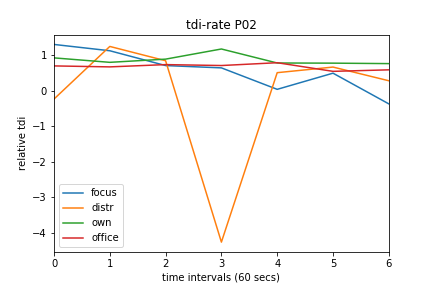 tdi-rate P02
relative tdi
1
0
−1
−2
−3
−4
focus
distr
own
office
0 1 2 3 4 5 6
time intervals (60 secs)